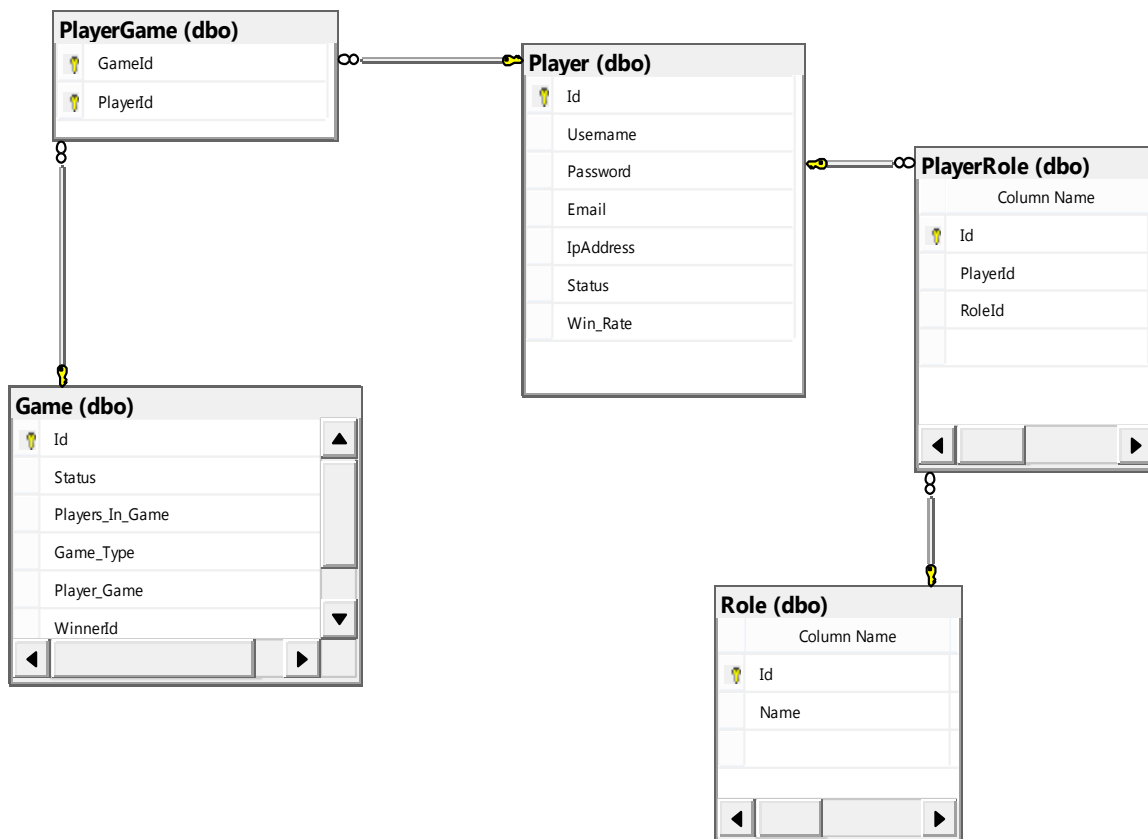 PlayerGame (dbo)
GameId
PlayerId
Player (dbo)
Id
Username
Password
Email
IpAddress
Status
Win_Rate
PlayerRole (dbo)
Column Name
Id
PlayerId
RoleId
Game (dbo)
Id
Status
Players_In_Game
Game_Type
Player_Game
WinnerId
Role (dbo)
Column Name
Id
Name